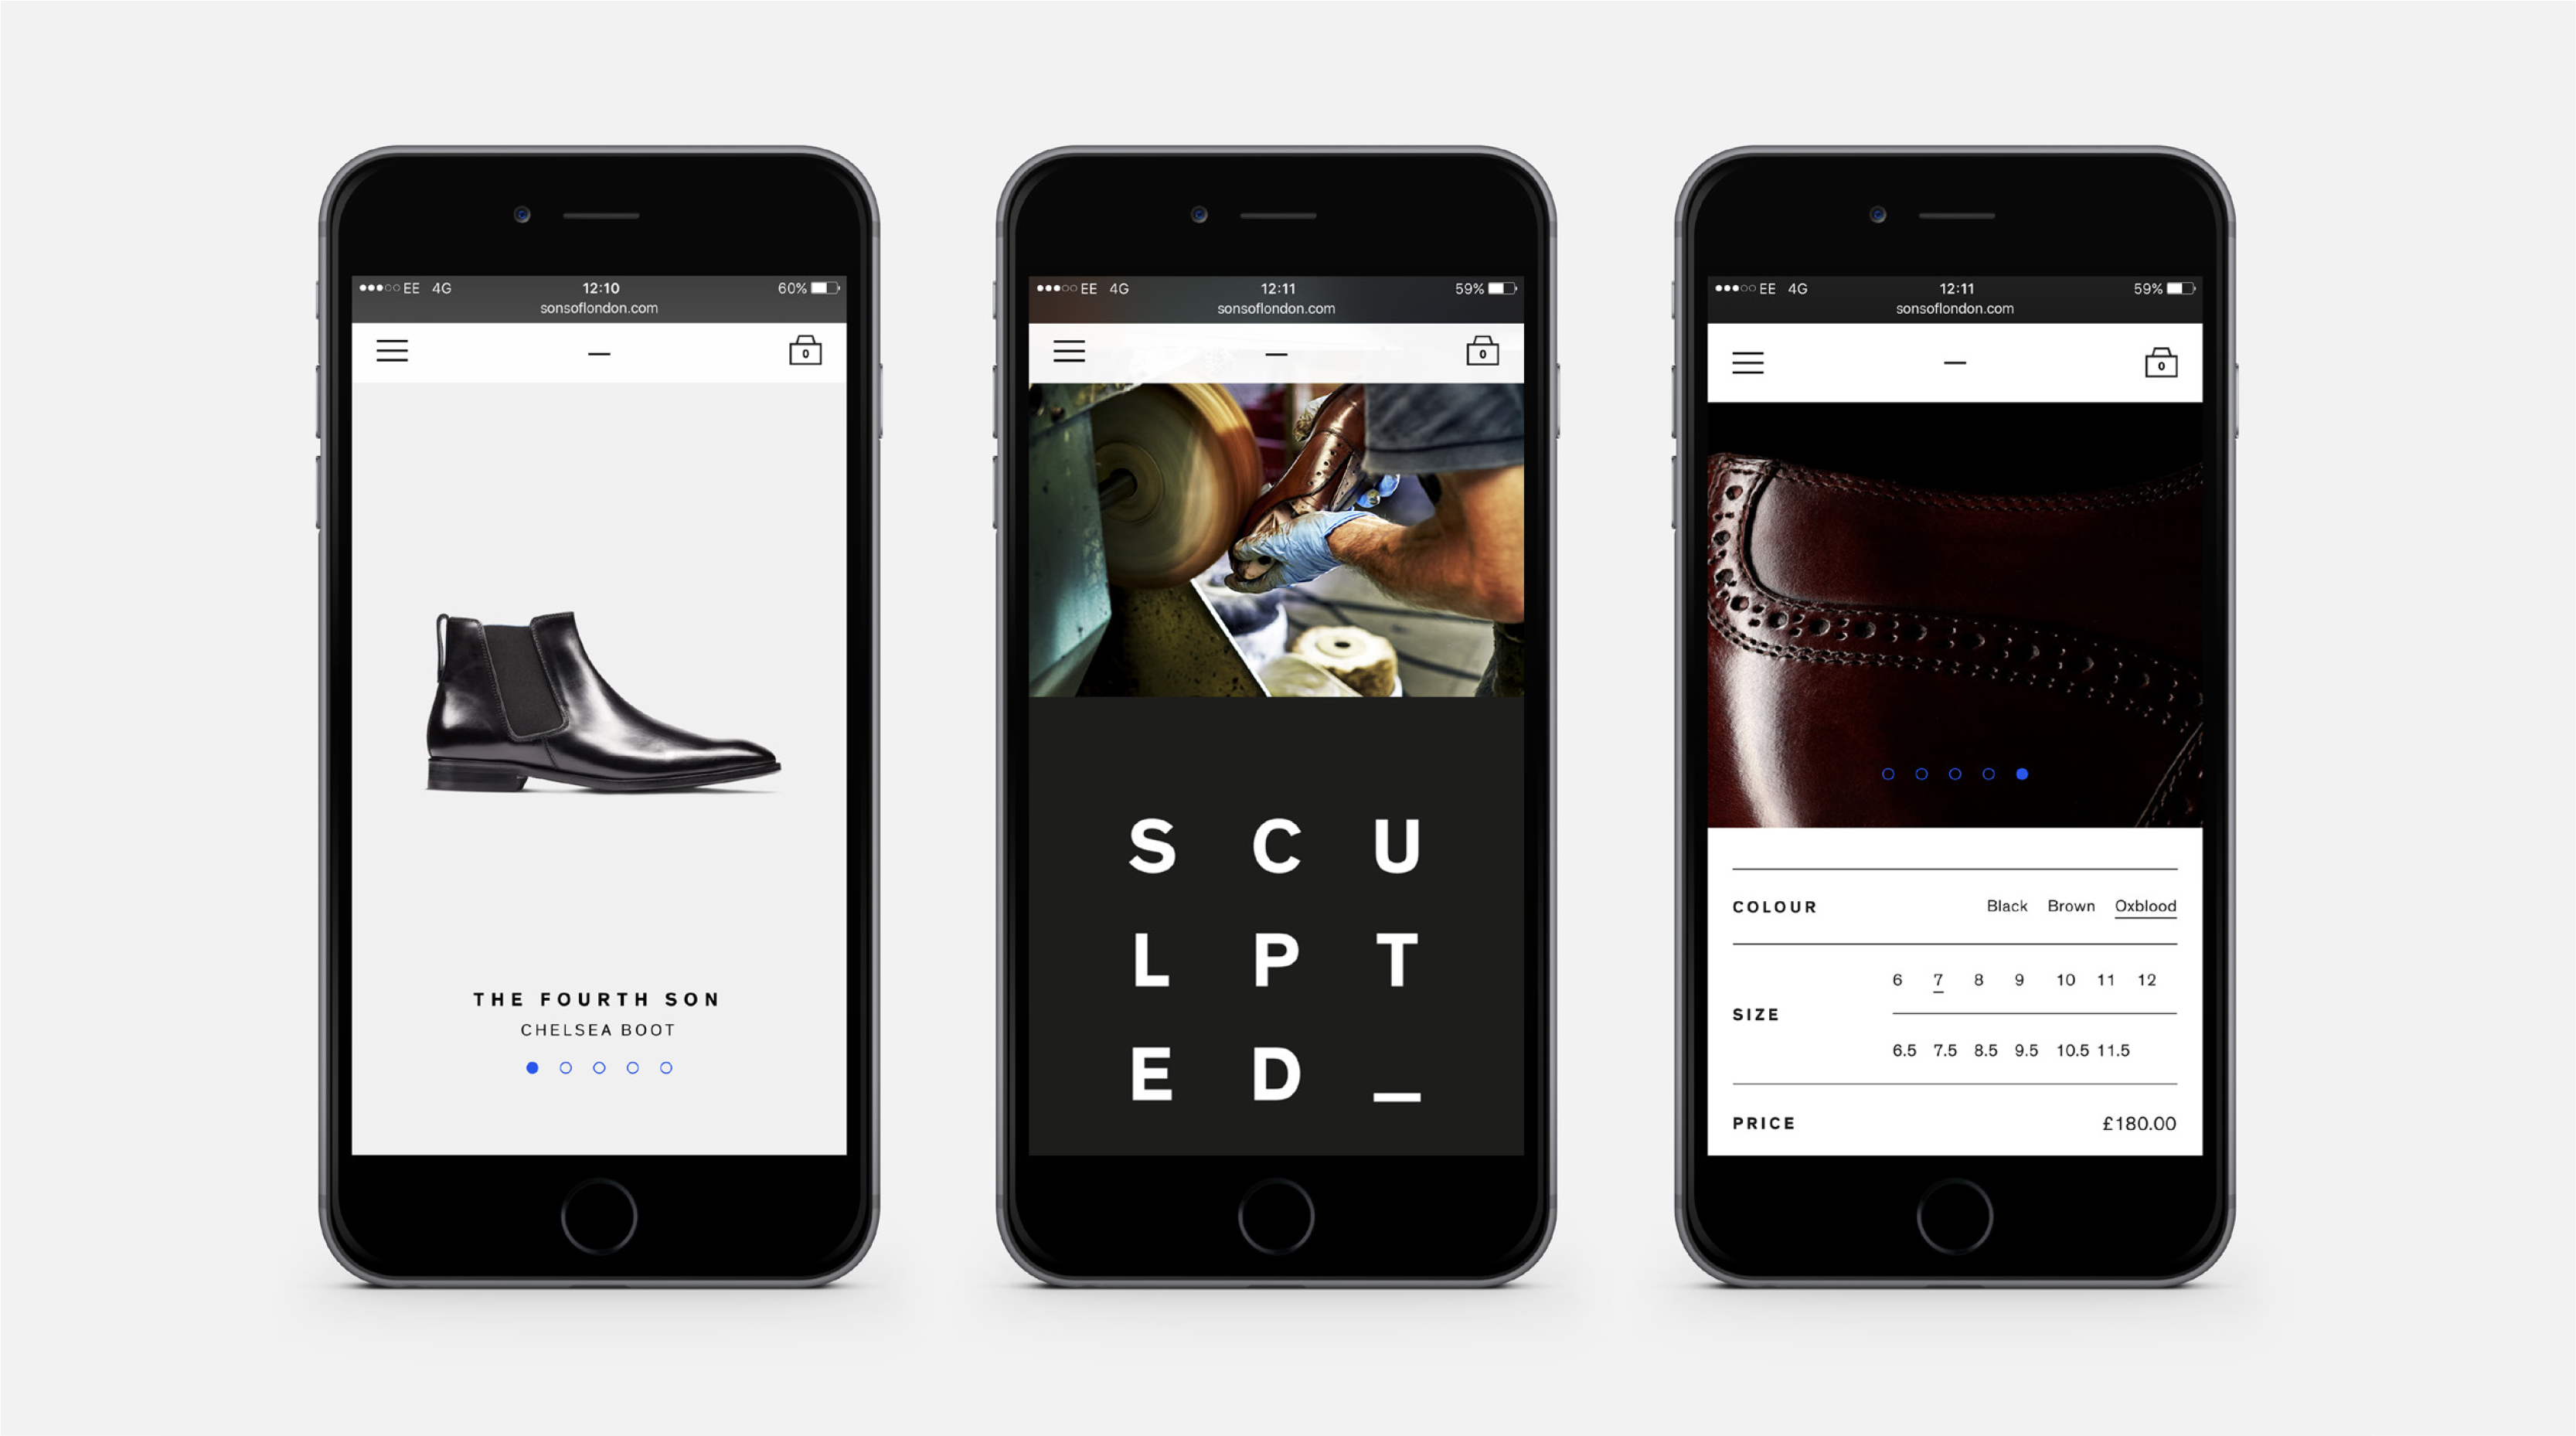 EE 4G 12:10 60%
sonsoflondon.com
0
THE FOURTH SON
CHELSEA BOOT
EE 4G 12:11 59%
sonsoflondon.com
0
S C U
L P T
E D _
EE 4G 12:11 59%
sonsoflondon.com
0
COLOUR Black Brown Oxblood
6 7 8 9 10 11 12
SIZE
6.5 7.5 8.5 9.5 10.5 11.5
PRICE £180.00